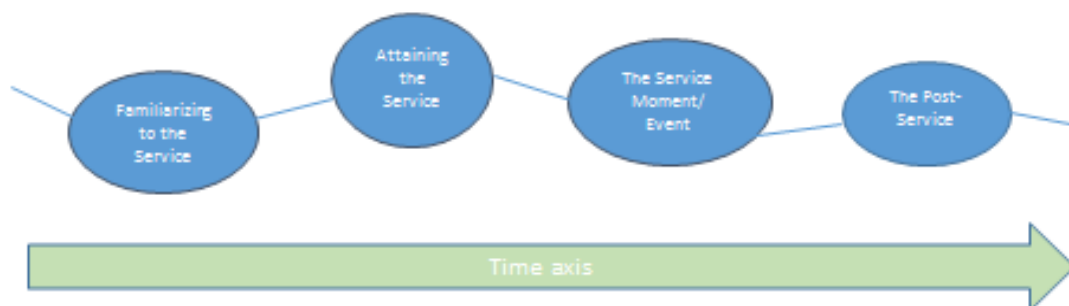 Familiarizing
to the
Service
Attaining
the
Service
The Service
Moment/
Event
The Post-
Service
Time axis